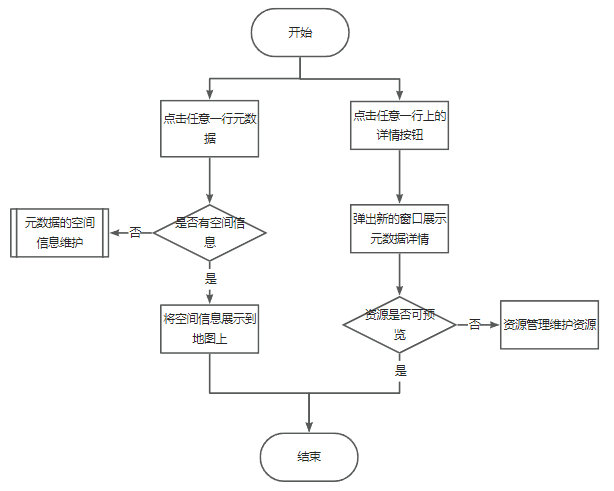 开始
点击任意一行元数
据
点击任意一行上的
详情按钮
元数据的空间
信息维护
否
是否有空间信
息
弹出新的窗口展示
元数据详情
是
将空间信息展示到
地图上
资源是否可预
览
否
资源管理维护资源
是
结束